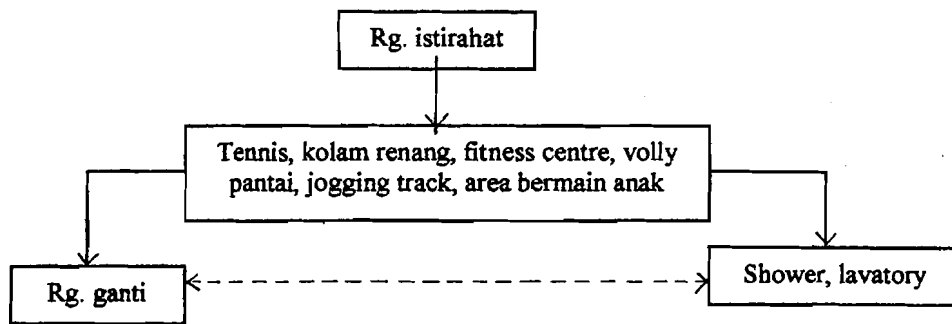 Rg. istirahat
Tennis, kolam renang, fitness centre, volly
pantai, jogging track, area bermain anak
Rg. ganti
Shower, lavatory